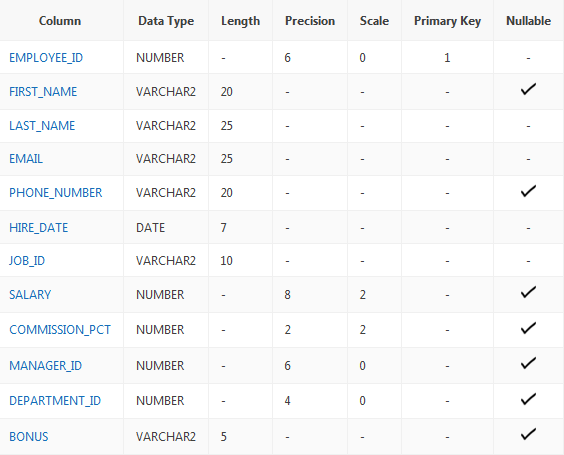 Column Data Type Length Precision Scale Primary Key Nullable
EMPLOYEE_ID NUMBER - 6 0 1 -
FIRST_NAME VARCHAR2 20 - - - ✓
LAST_NAME VARCHAR2 25 - - - -
EMAIL VARCHAR2 25 - - - -
PHONE_NUMBER VARCHAR2 20 - - - ✓
HIRE_DATE DATE 7 - - - -
JOB_ID VARCHAR2 10 - - - -
SALARY NUMBER - 8 2 - ✓
COMMISSION_PCT NUMBER - 2 2 - ✓
MANAGER_ID NUMBER - 6 0 - ✓
DEPARTMENT_ID NUMBER - 4 0 - ✓
BONUS VARCHAR2 5 - - - ✓